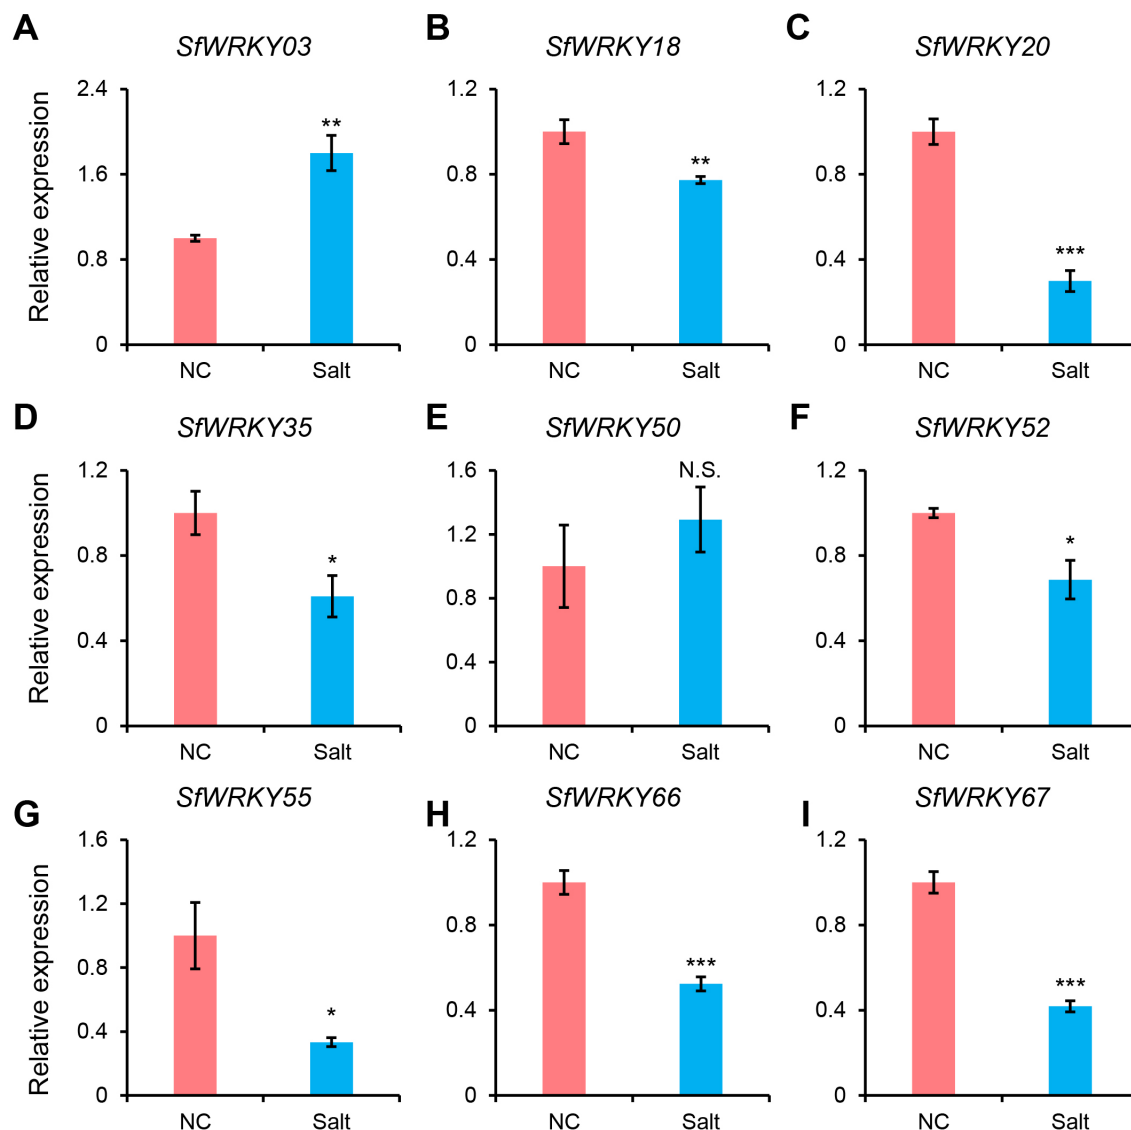 A
SfWRKY03
Relative expression
2.4
1.6
0.8
0
**
NC
Salt
B
SfWRKY18
1.2
0.8
0.4
0
**
NC
Salt
C
SfWRKY20
1.2
0.8
0.4
0
***
NC
Salt
D
SfWRKY35
Relative expression
1.2
0.8
0.4
0
*
NC
Salt
E
SfWRKY50
1.6
1.2
0.8
0.4
0
N.S.
NC
Salt
F
SfWRKY52
1.2
0.8
0.4
0
*
NC
Salt
G
SfWRKY55
Relative expression
1.6
1.2
0.8
0.4
0
*
NC
Salt
H
SfWRKY66
1.2
0.8
0.4
0
***
NC
Salt
I
SfWRKY67
1.2
0.8
0.4
0
***
NC
Salt